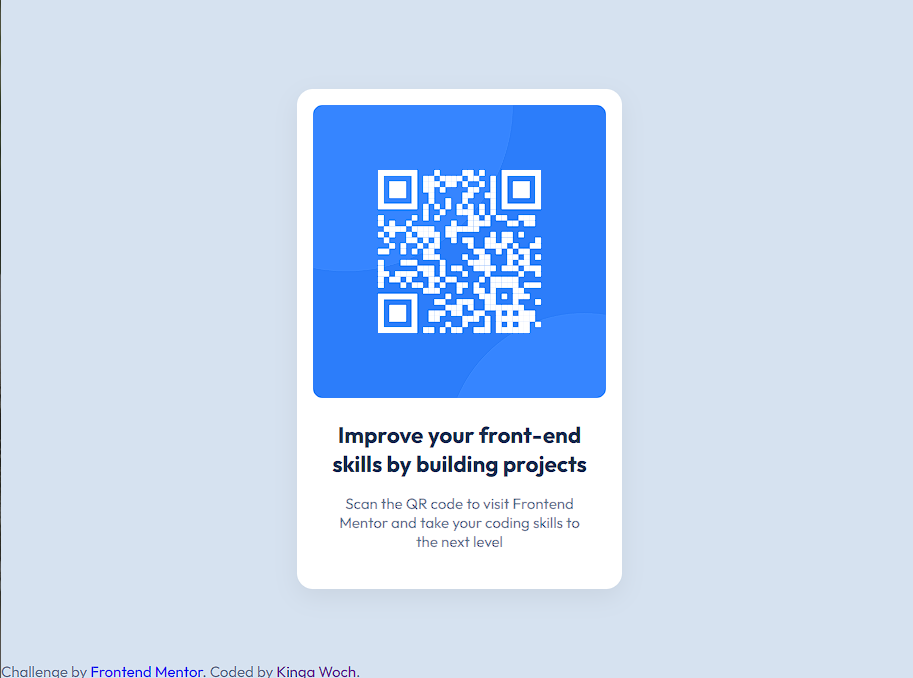 Improve your front-end
skills by building projects
Scan the QR code to visit Frontend
Mentor and take your coding skills to
the next level
Challenge by Frontend Mentor. Coded by Kinga Woch.